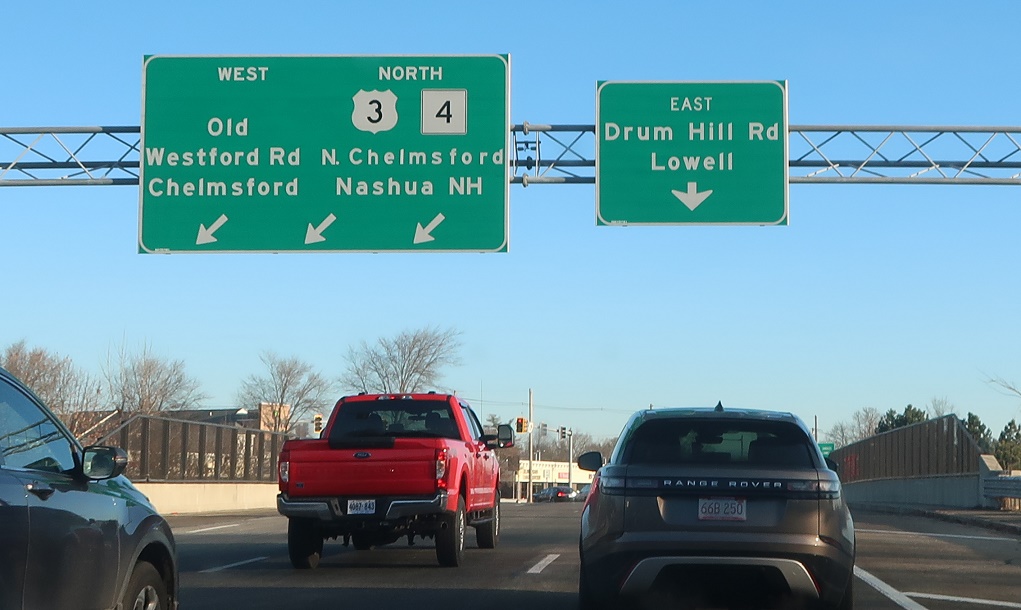 WEST
NORTH
3
4
Old
Westford Rd
Chelmsford
N. Chelmsford
Nashua NH
EAST
Drum Hill Rd
Lowell
RANGE ROVER
66B 250